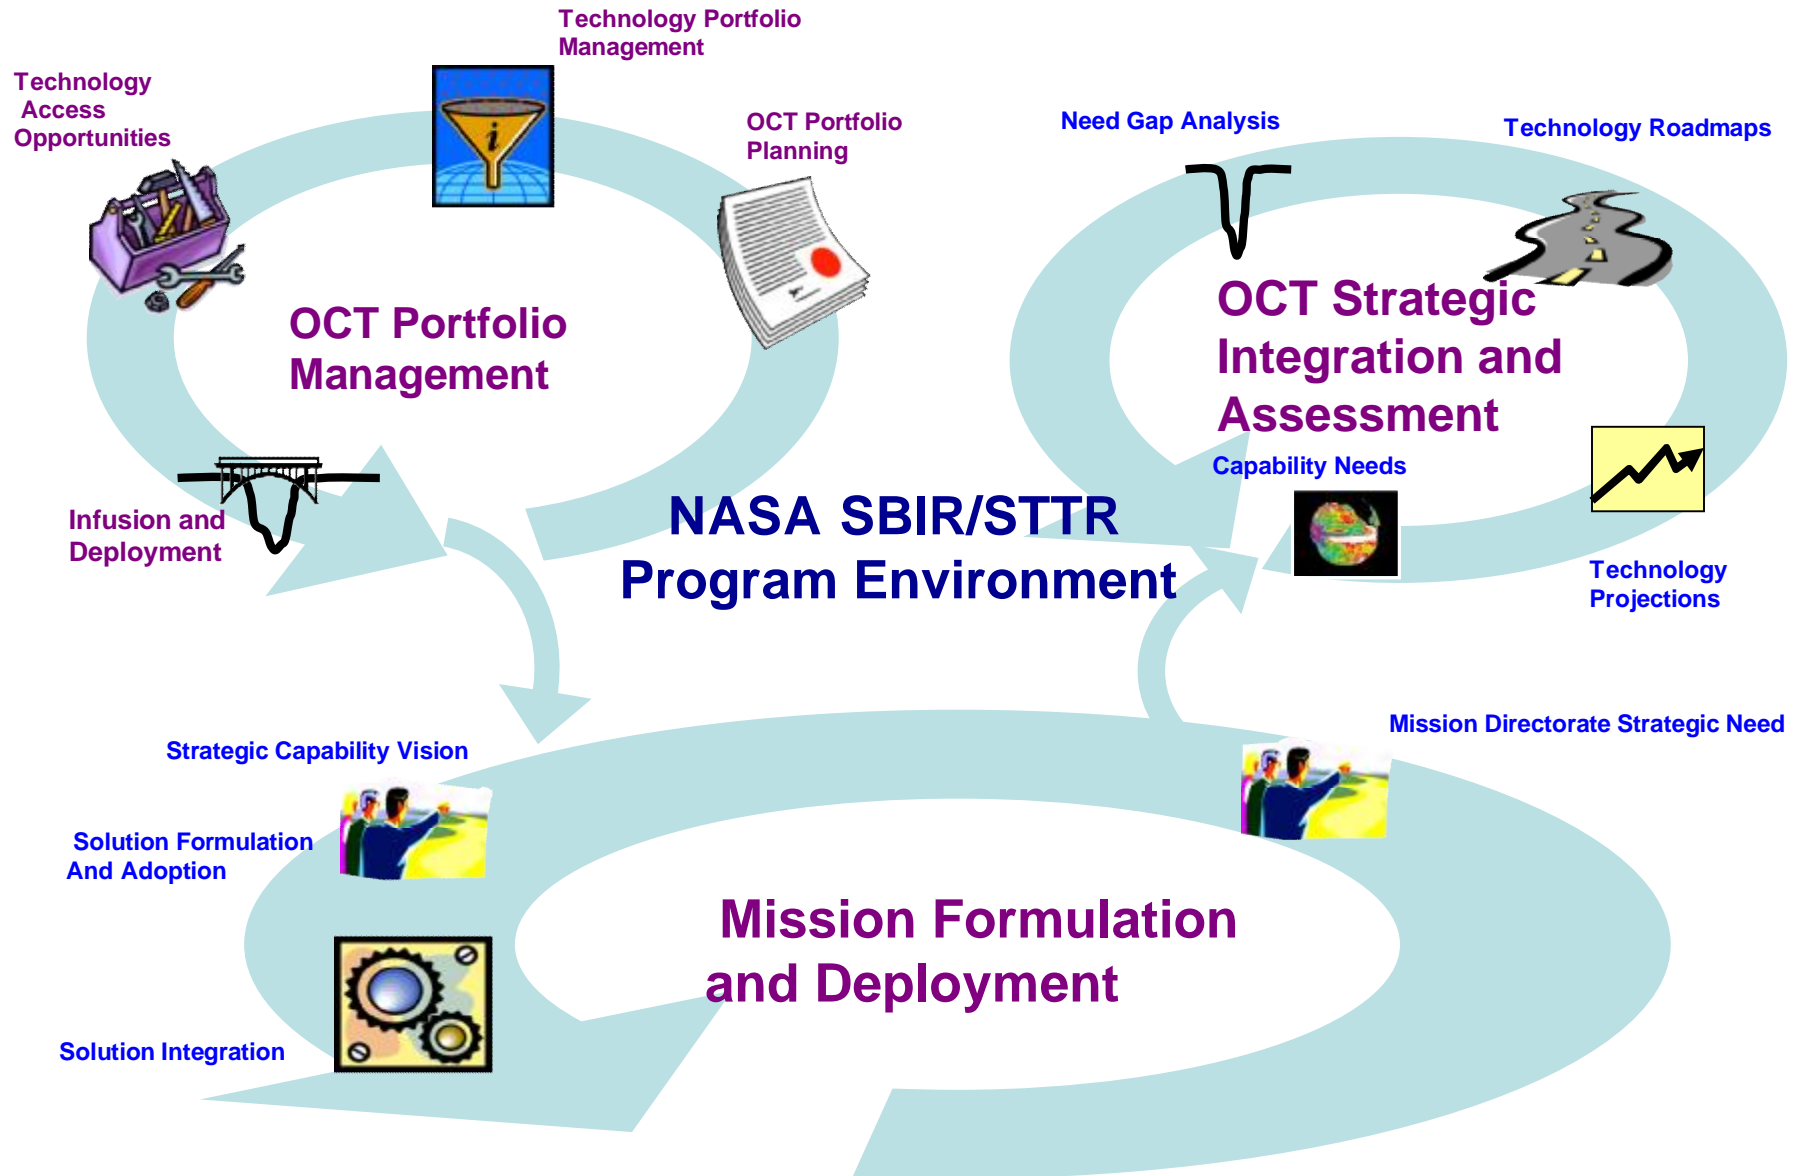 Technology Portfolio
Management
Technology
Access
Opportunities
OCT Portfolio
Planning
Need Gap Analysis
Technology Roadmaps
i
OCT Portfolio
Management
OCT Strategic
Integration and
Assessment
Capability Needs
Infusion and
Deployment
NASA SBIR/STTR
Program Environment
Technology
Projections
Mission Directorate Strategic Need
Strategic Capability Vision
Solution Formulation
And Adoption
Mission Formulation
and Deployment
Solution Integration